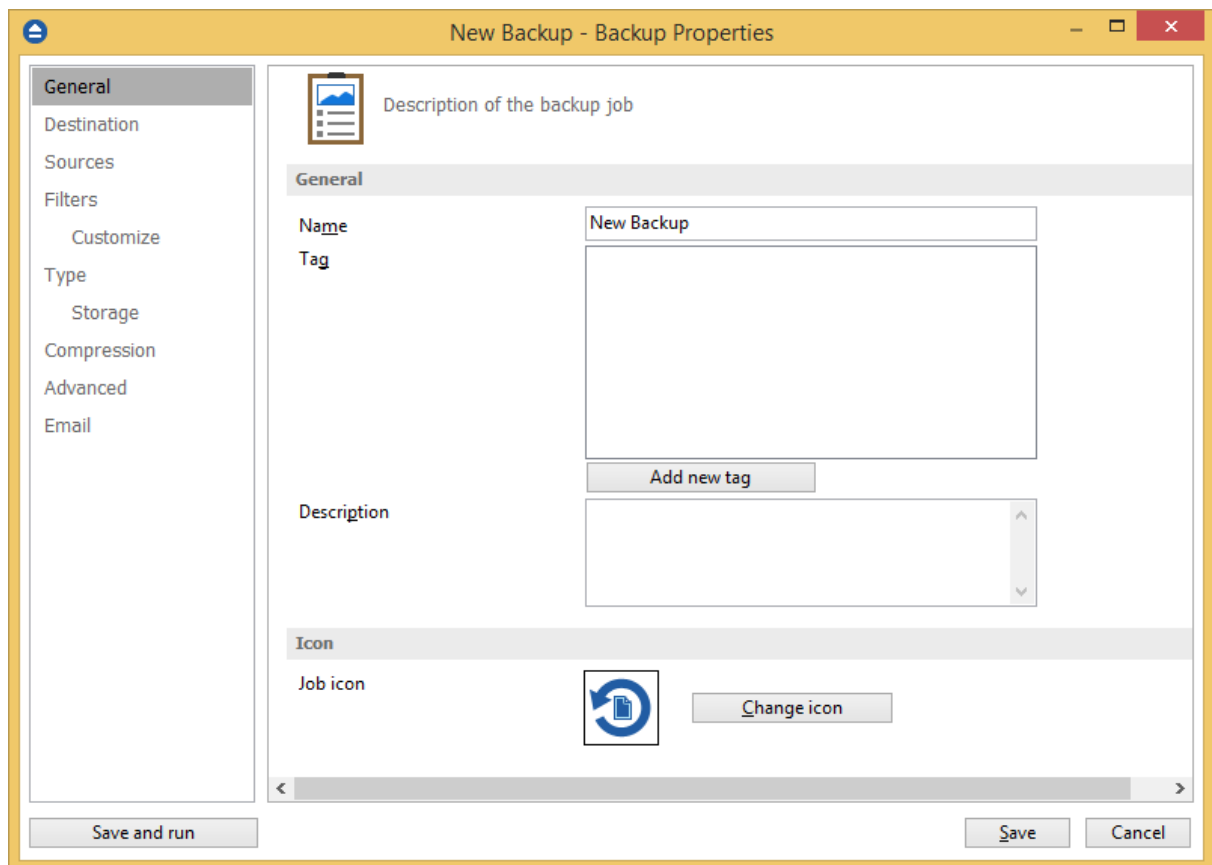 New Backup - Backup Properties
General
Destination
Sources
Filters
Customize
Type
Storage
Compression
Advanced
Email
Description of the backup job
General
Name
New Backup
Tag
Add new tag
Description
Icon
Job icon
Change icon
Save and run
Save
Cancel